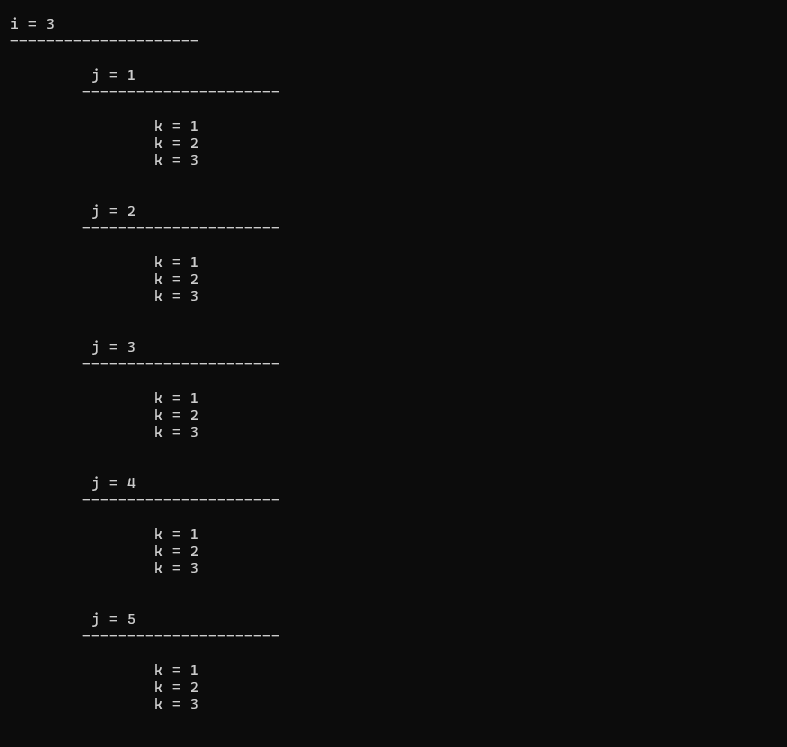 i = 3
---------------------
j = 1
----------------------
k = 1
k = 2
k = 3
j = 2
----------------------
k = 1
k = 2
k = 3
j = 3
----------------------
k = 1
k = 2
k = 3
j = 4
----------------------
k = 1
k = 2
k = 3
j = 5
----------------------
k = 1
k = 2
k = 3